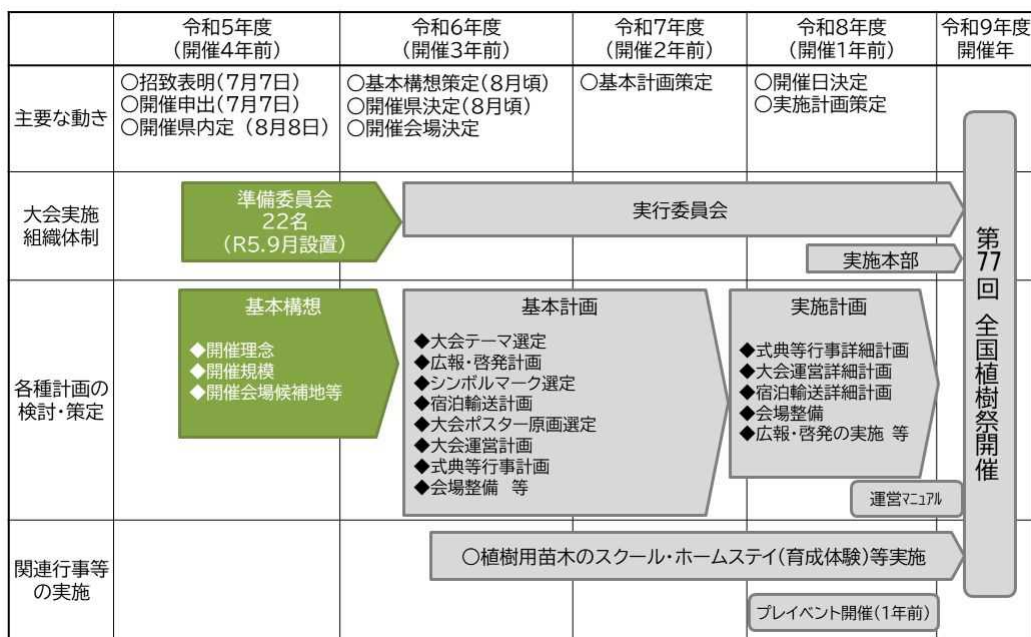 令和5年度
(開催4年前)
令和6年度
(開催3年前)
令和7年度
(開催2年前)
令和8年度
(開催1年前)
令和9年度
開催年
主要な動き
○招致表明(7月7日)
○開催申出(7月7日)
○開催県内定 (8月8日)
○基本構想策定(8月頃)
○開催県決定(8月頃)
○開催会場決定
○基本計画策定
○開催日決定
○実施計画策定
大会実施
組織体制
準備委員会
22名
(R5.9月設置)
実行委員会
実施本部
各種計画の
検討・策定
基本構想
◆開催理念
◆開催規模
◆開催会場候補地等
基本計画
◆大会テーマ選定
◆広報・啓発計画
◆シンボルマーク選定
◆宿泊輸送計画
◆大会ポスター原画選定
◆大会運営計画
◆式典等行事計画
◆会場整備 等
実施計画
◆式典等行事詳細計画
◆大会運営詳細計画
◆宿泊輸送詳細計画
◆会場整備
◆広報・啓発の実施 等
運営マニュアル
関連行事等
の実施
○植樹用苗木のスクール・ホームステイ(育成体験)等実施
プレイベント開催(1年前)
第77回 全国植樹祭開催